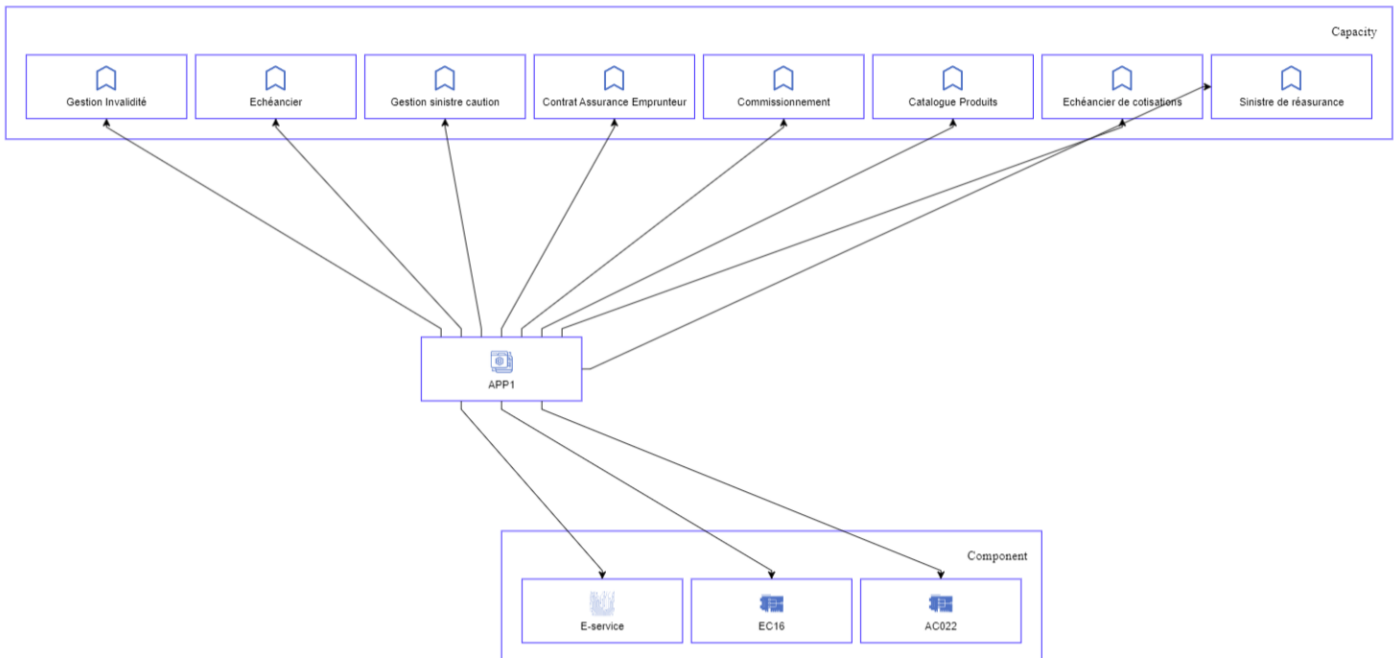 Capacity
Gestion Invalidité
Echéancier
Gestion sinistre caution
Contrat Assurance Emprunteur
Commissionnement
Catalogue Produits
Echéancier de cotisations
Sinistre de réasurance
APP1
Component
E-service
EC16
AC022